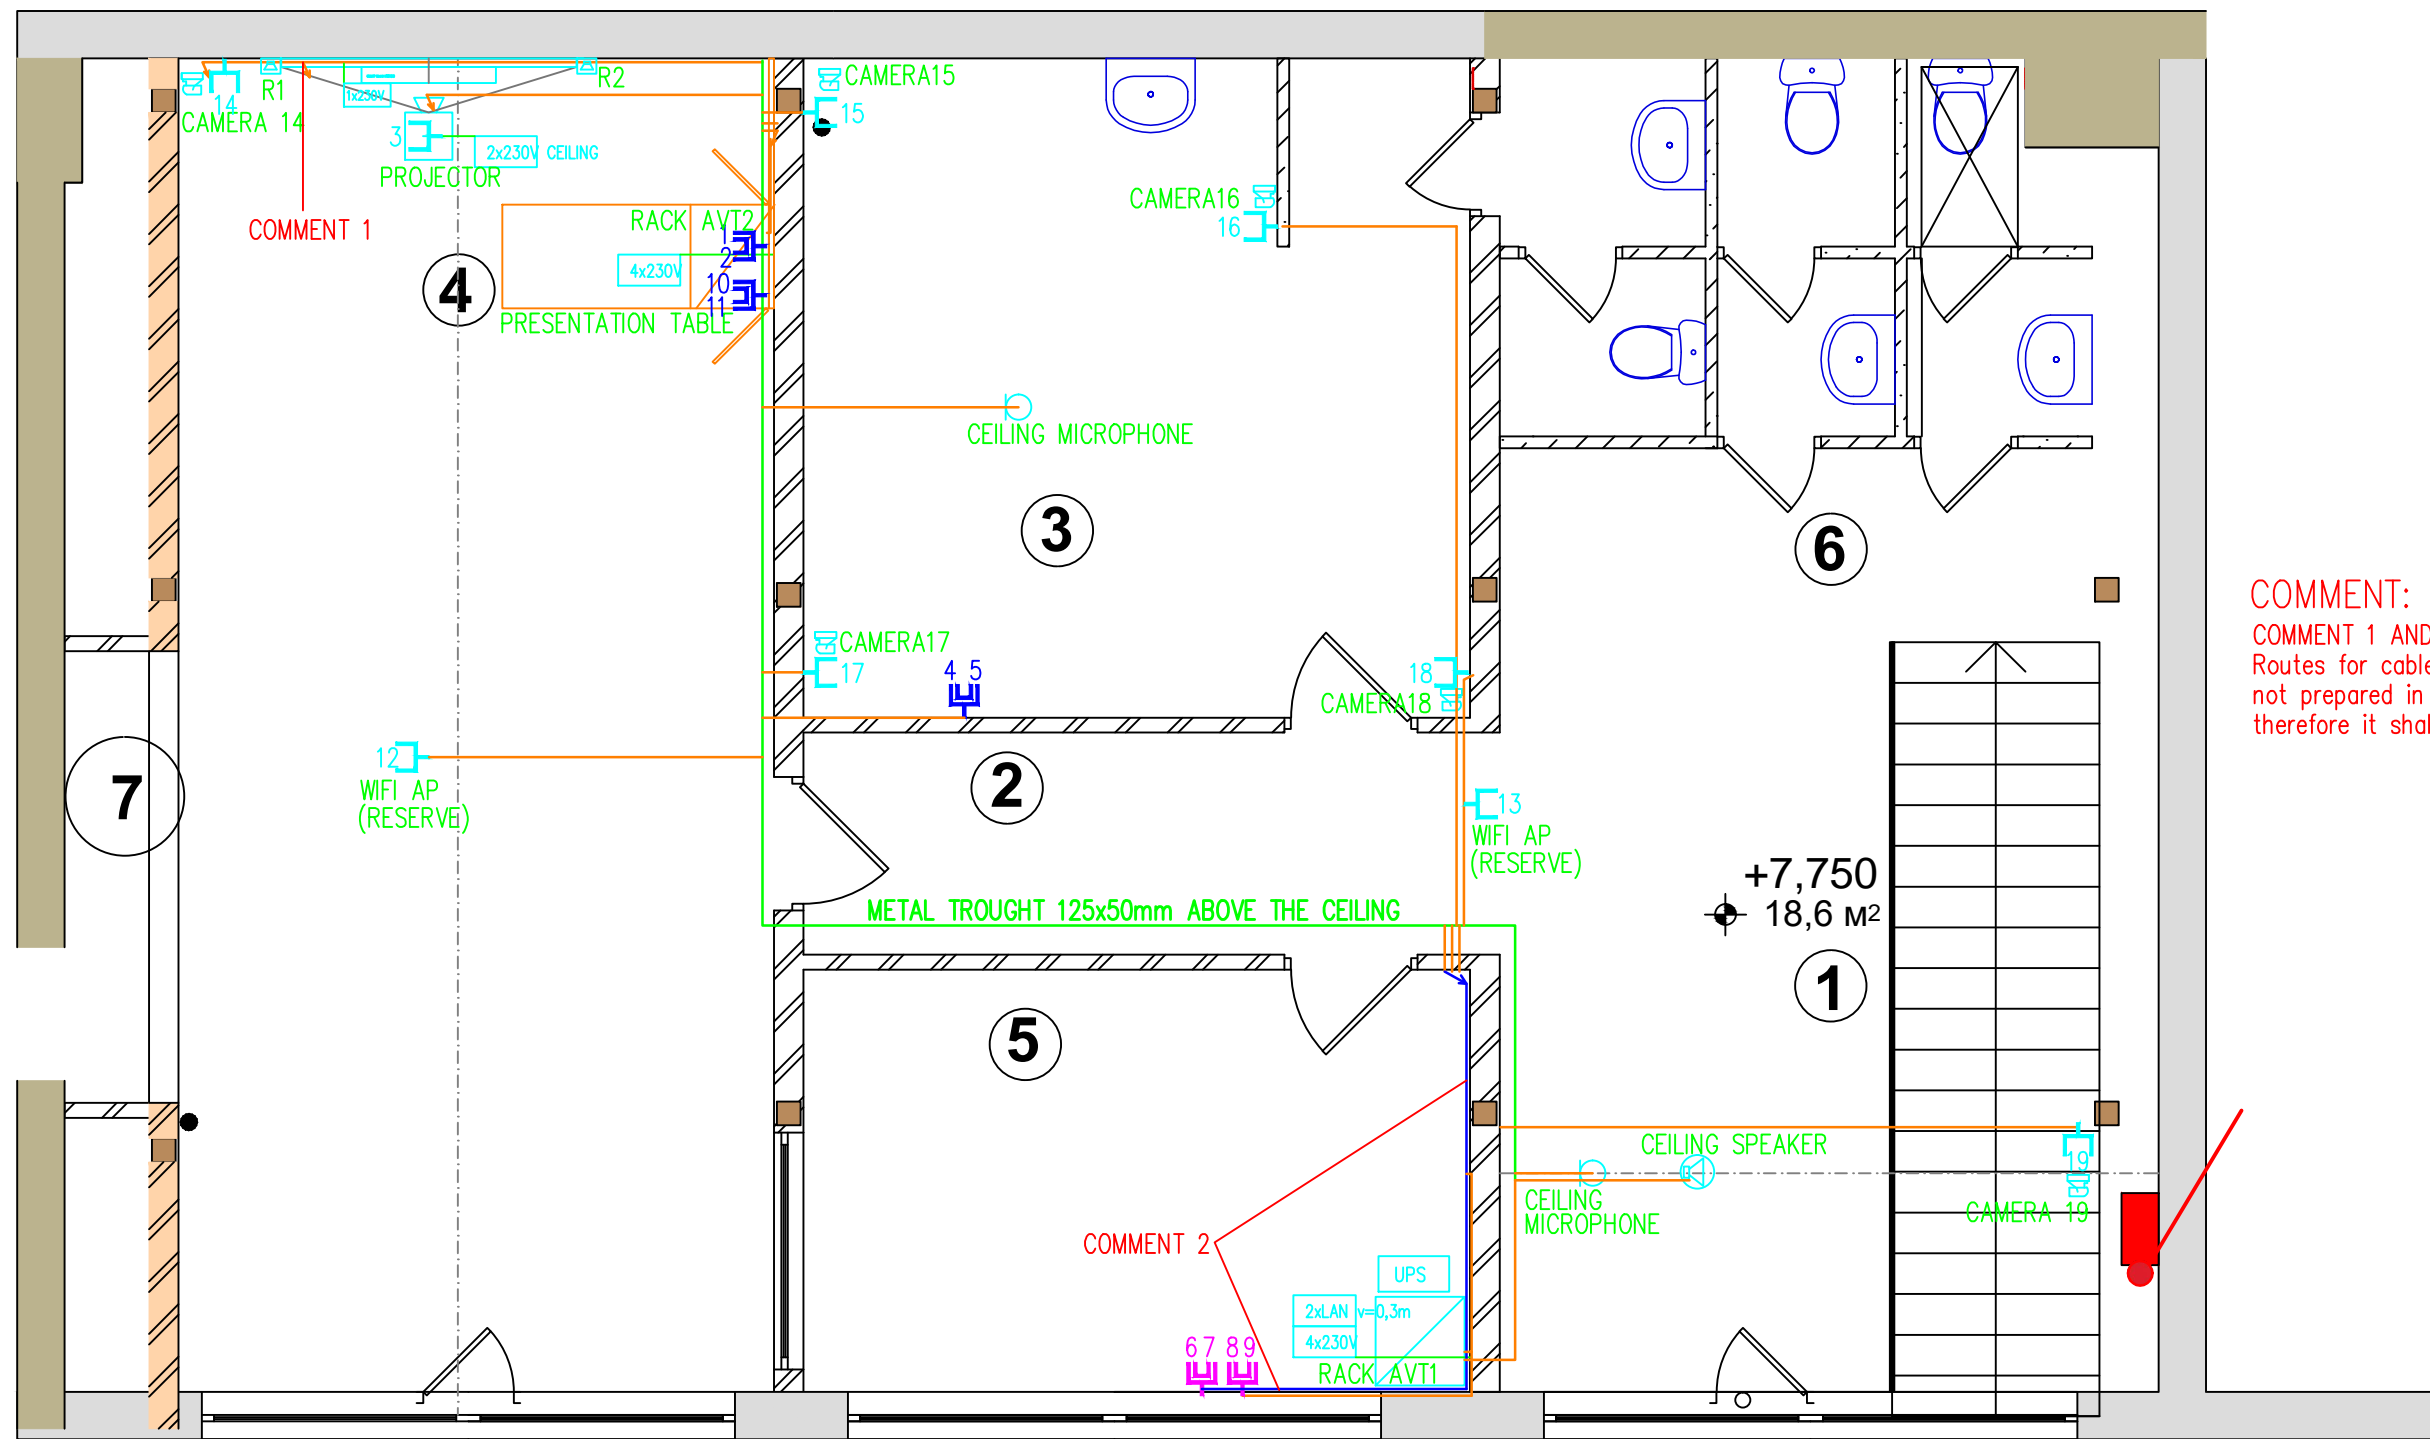 CAMERA15
15
R1
R2
1x230V
14
CAMERA 14
3
2x230V CEILING
PROJECTOR
COMMENT 1
RACK AVT2
1
2
4x230V
10
11
PRESENTATION TABLE
4
CAMERA16
16
CEILING MICROPHONE
3
6
COMMENT:
COMMENT 1 AND
Routes for cable
not prepared in
therefore it shal
CAMERA17
17
4 5
18
CAMERA18
12
WIFI AP
(RESERVE)
7
2
13
WIFI AP
(RESERVE)
+7,750
18,6 м2
METAL TROUGHT 125x50mm ABOVE THE CEILING
1
5
CEILING SPEAKER
19
CEILING
MICROPHONE
CAMERA 19
COMMENT 2
UPS
2xLAN v=0,3m
4x230V
6 7 8 9
RACK AVT1